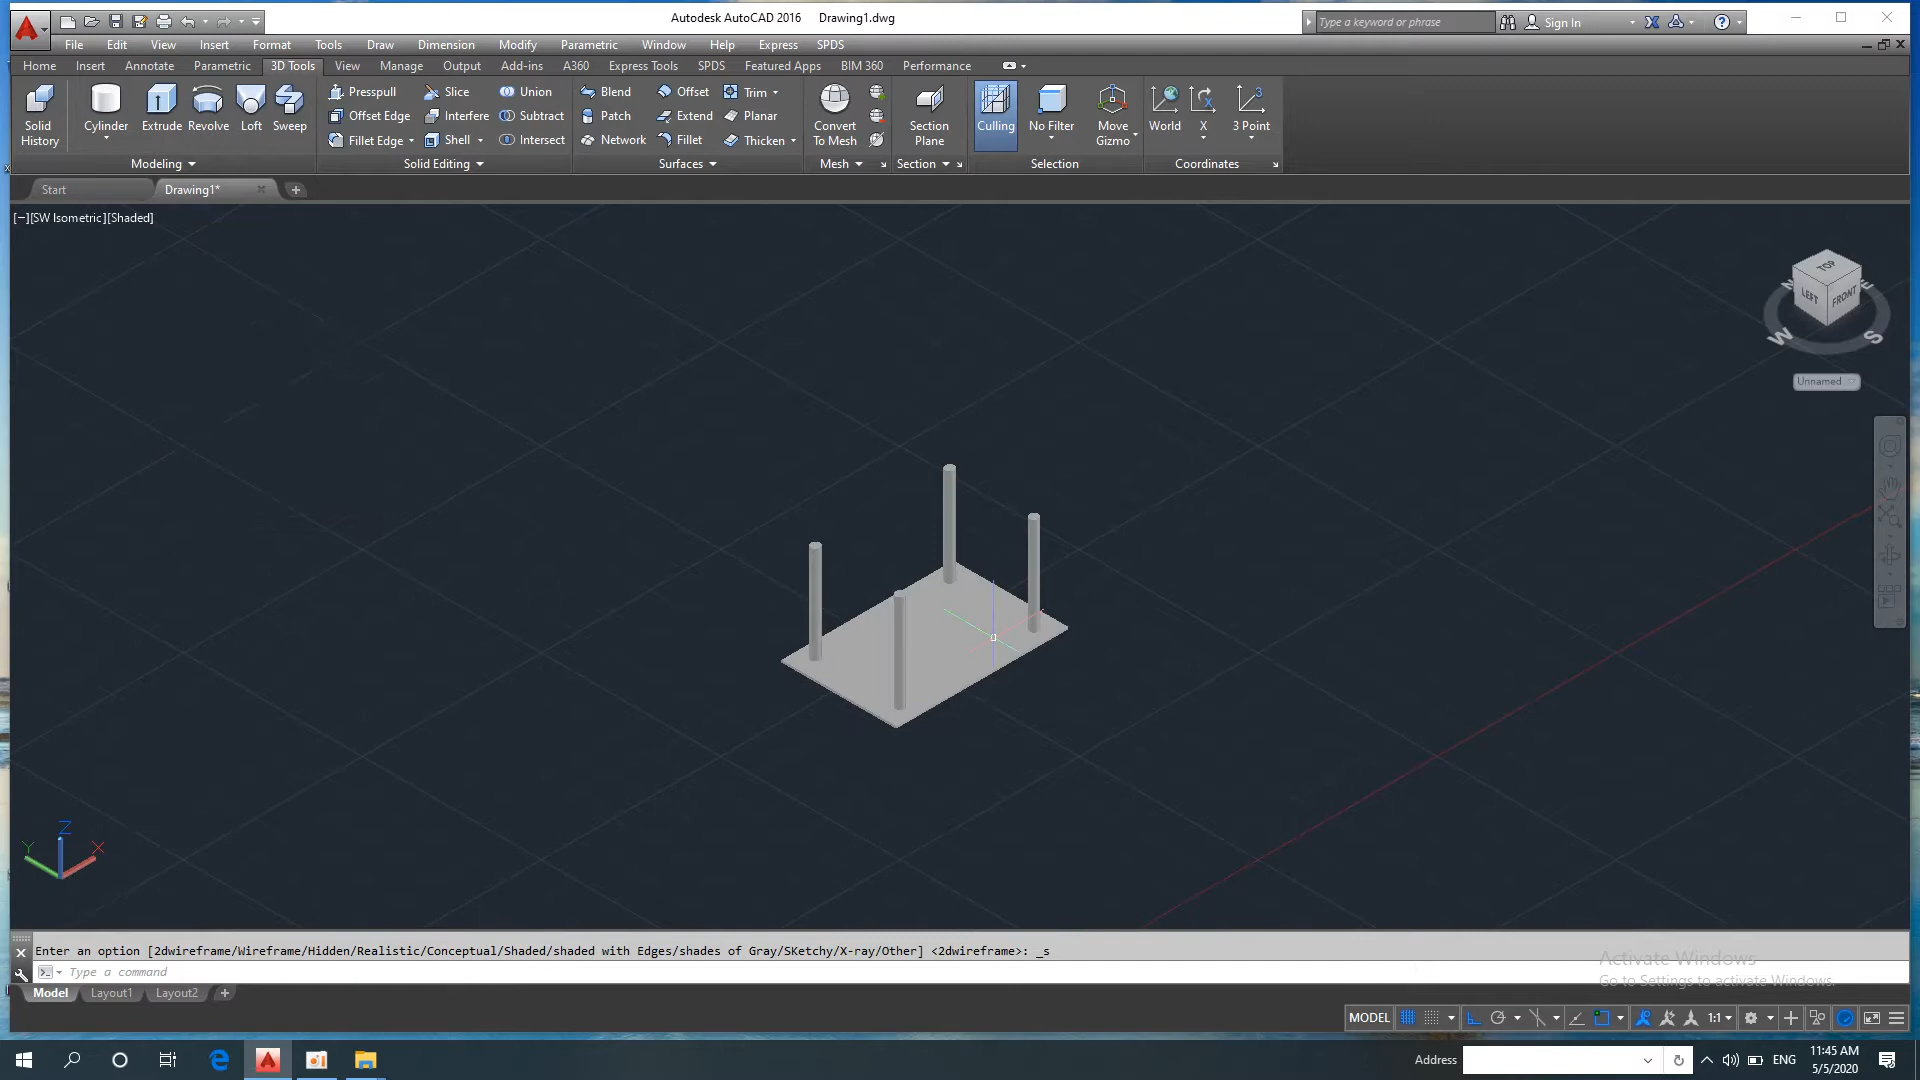 Autodesk AutoCAD 2016 Drawing1.dwg
Type a keyword or phrase
Sign In
File Edit View Insert Format Tools Draw Dimension Modify Parametric Window Help Express SPDS
Home Insert Annotate Parametric 3D Tools View Manage Output Add-ins A360 Express Tools SPDS Featured Apps BIM 360 Performance
Solid History
Cylinder
Extrude
Revolve
Loft
Sweep
Modeling
Presspull
Offset Edge
Fillet Edge
Slice
Interfere
Shell
Union
Subtract
Intersect
Solid Editing
Blend
Patch
Network
Offset
Extend
Fillet
Trim
Planar
Thicken
Surfaces
Convert To Mesh
Mesh
Section Plane
Section
Culling
No Filter
Move Gizmo
Selection
World
X
3 Point
Coordinates
Start
Drawing1*
[−][SW Isometric][Shaded]
TOP
LEFT
FRONT
N
E
W
S
Unnamed
Z
Y
X
Enter an option [2dwireframe/Wireframe/Hidden/Realistic/Conceptual/Shaded/shaded with Edges/shades of Gray/SKetchy/X-ray/Other] <2dwireframe>: _s
Type a command
Activate Windows
Go to Settings to activate Windows.
Model Layout1 Layout2
MODEL
1:1
Address
ENG
11:45 AM
5/5/2020